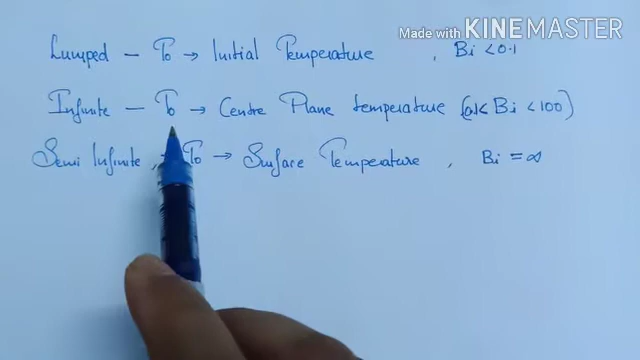 Made with KINEMASTER
Lumped - To → Initial Temperature , Bi < 0.1
Infinite - To → Centre Plane temperature (0.1< Bi < 100)
Semi Infinite , - To → Surface Temperature , Bi = ∞